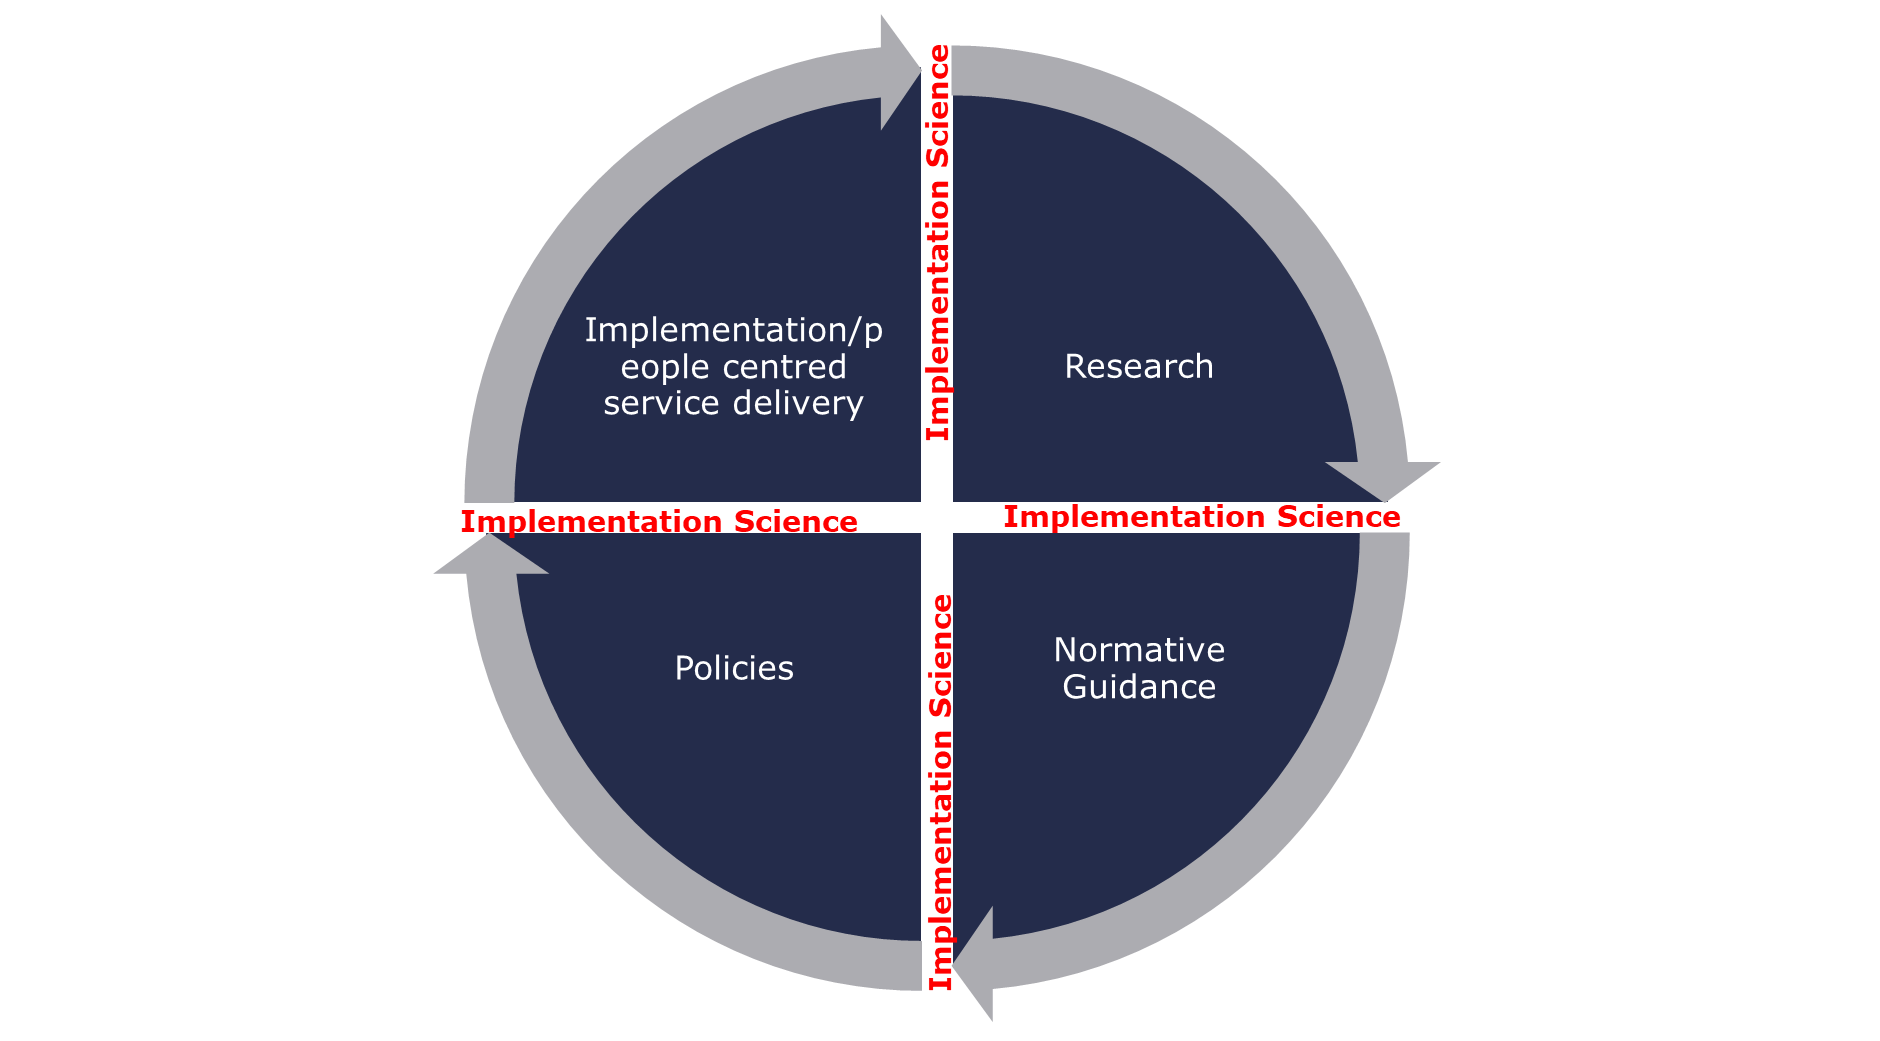 Implementation Science
Implementation/p
eople centred
service delivery
Research
Implementation Science
Implementation Science
Policies
Normative
Guidance
Implementation Science